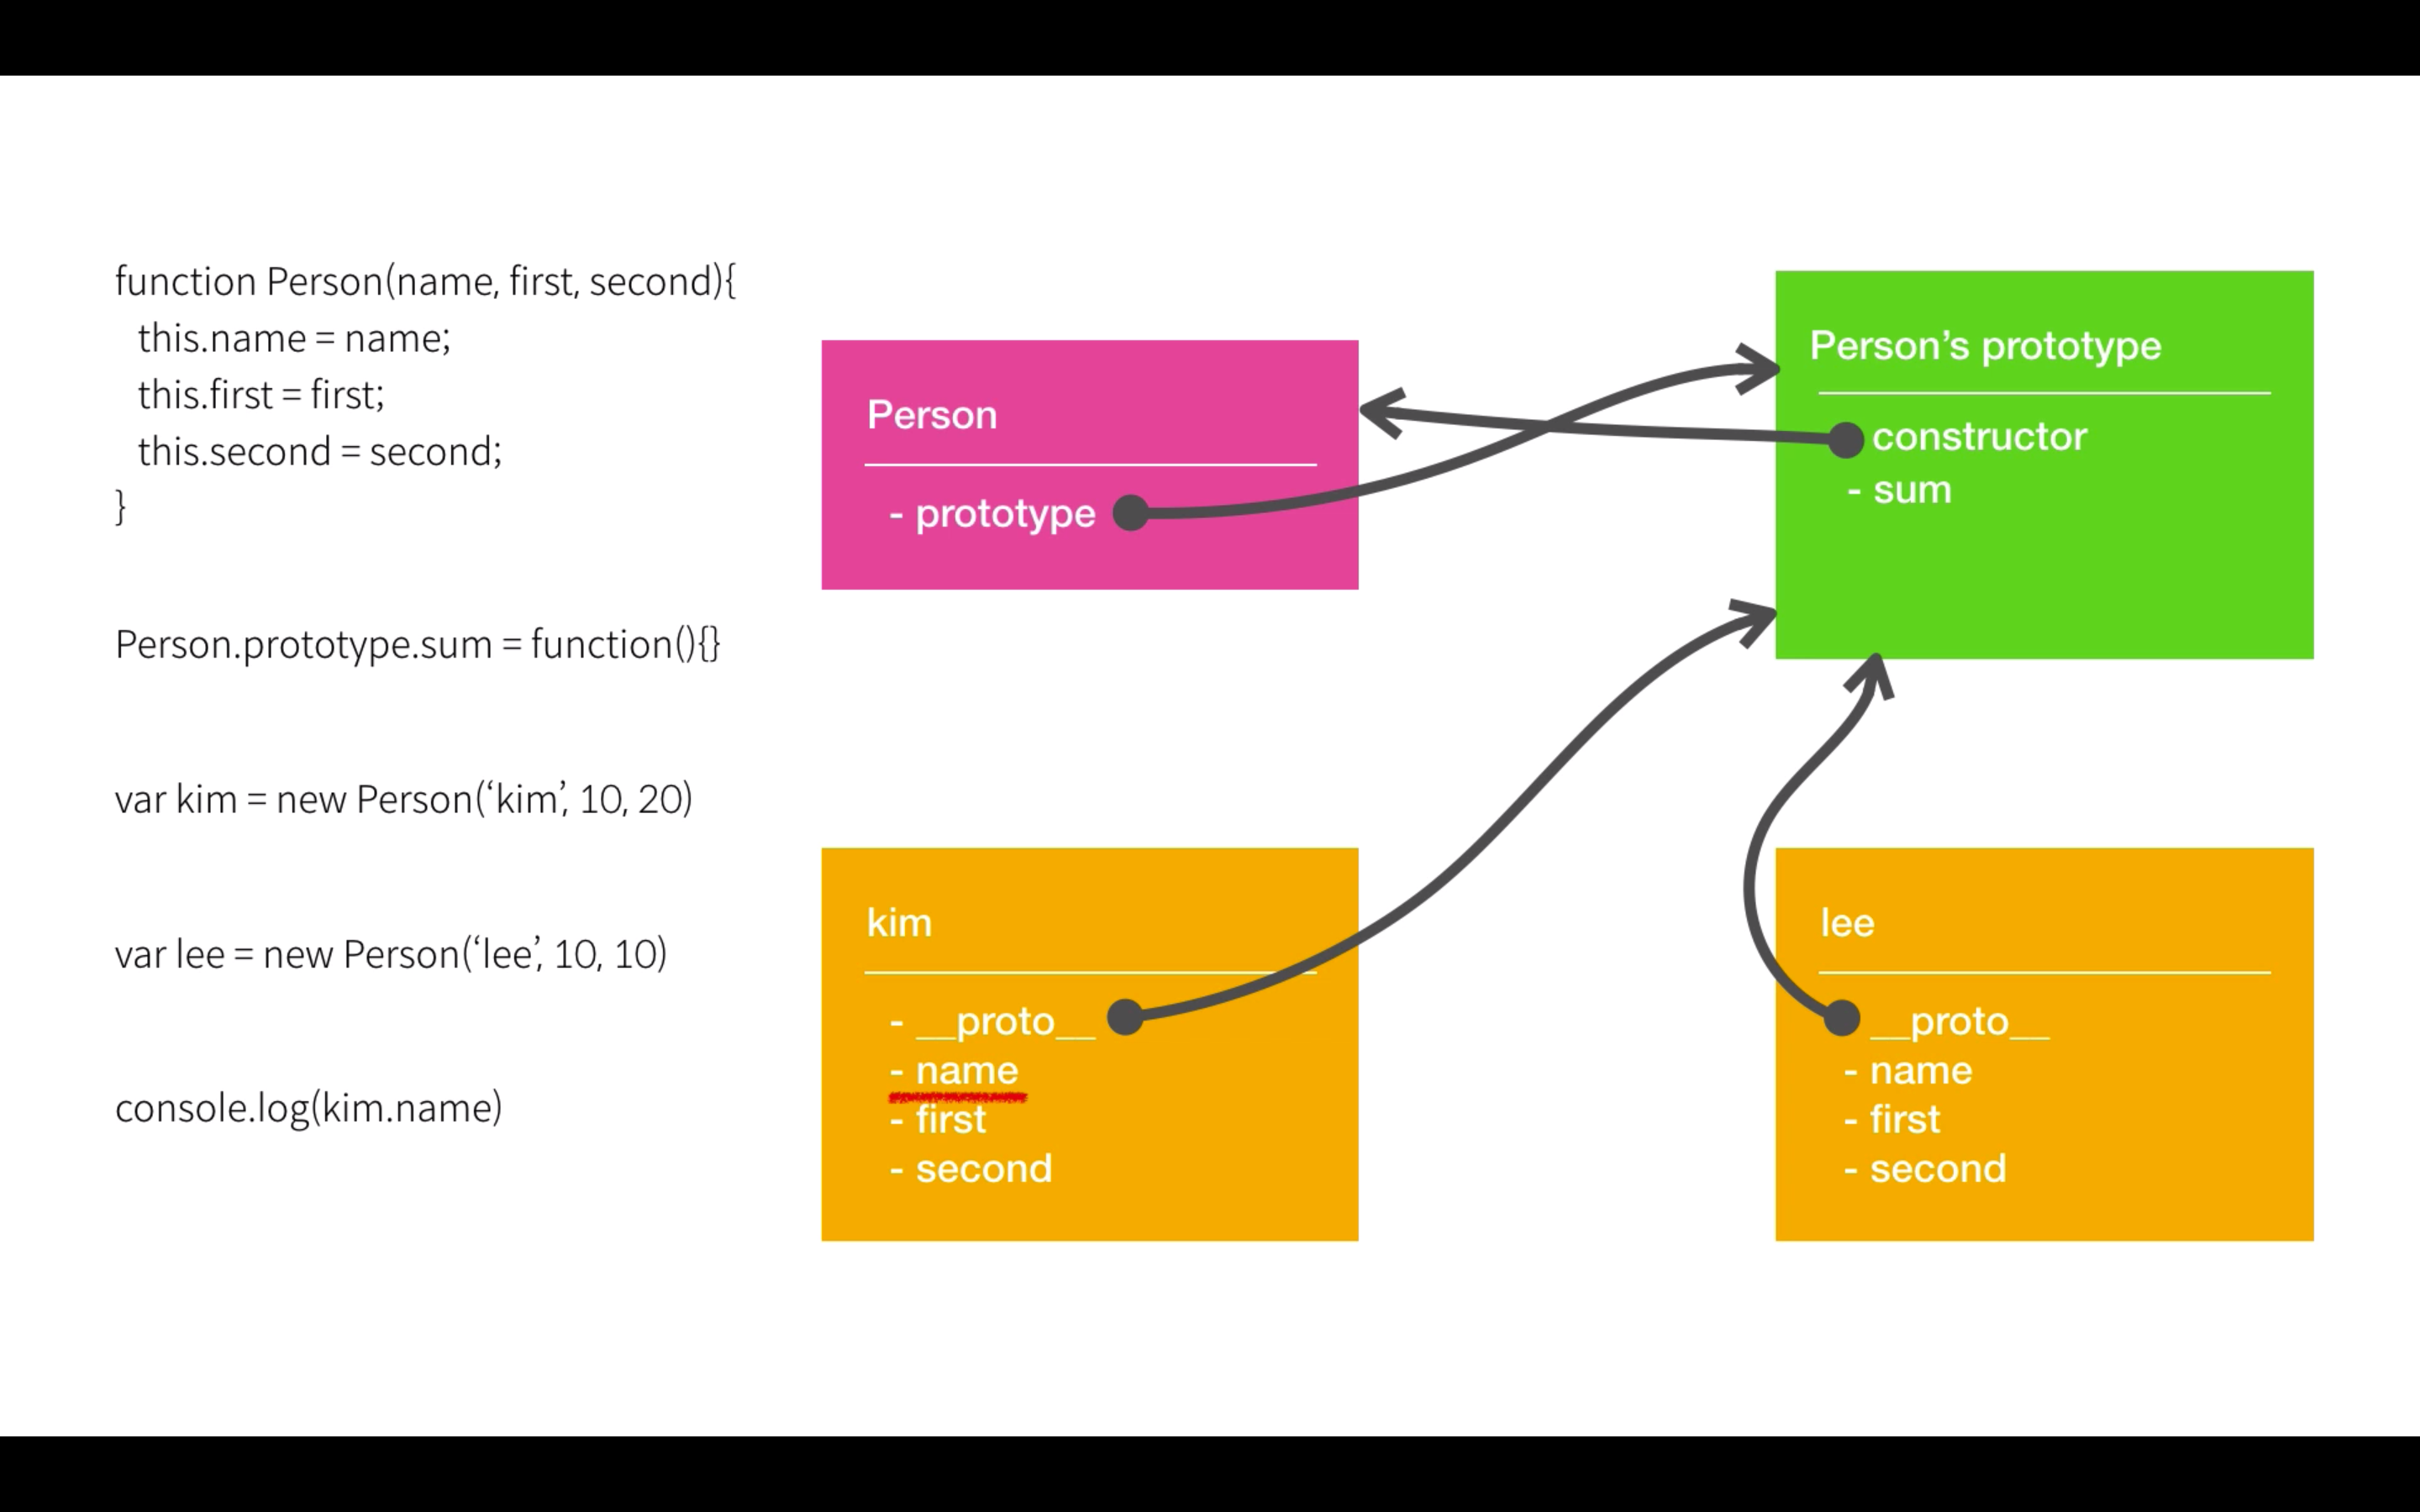 function Person(name, first, second){
this.name = name;
this.first = first;
this.second = second;
}
Person.prototype.sum = function(){}
var kim = new Person(‘kim’, 10, 20)
var lee = new Person(‘lee’, 10, 10)
console.log(kim.name)
Person
- prototype
Person’s prototype
constructor
- sum
kim
- __proto__
- name
- first
- second
lee
__proto__
- name
- first
- second